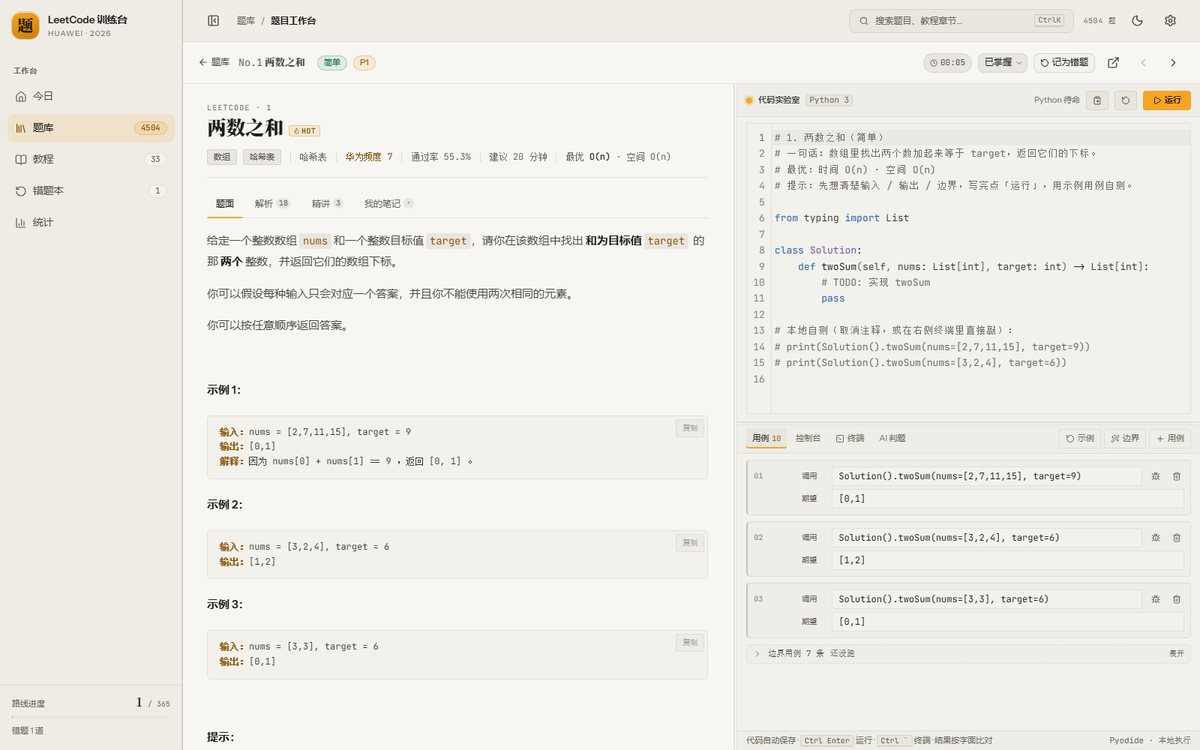 题
LeetCode 训练台
HUAWEI · 2026
工作台
今日
题库 4504
教程 33
错题本 1
统计
路线进度 1 / 365
错题 1 道
题库 / 题目工作台
搜索题目、教程章节… CtrlK
4504 题
← 题库 No.1 两数之和 简单 P1
00:05 已掌握 记为错题
LEETCODE · 1
两数之和 HOT
数组 哈希表 哈希表 华为频度 7 通过率 55.3% 建议 20 分钟 最优 O(n) · 空间 O(n)
题面 解析 18 精讲 3 我的笔记 ·
给定一个整数数组 nums 和一个整数目标值 target，请你在该数组中找出 和为目标值 target 的
那 两个 整数，并返回它们的数组下标。
你可以假设每种输入只会对应一个答案，并且你不能使用两次相同的元素。
你可以按任意顺序返回答案。
示例 1：
复制
输入：nums = [2,7,11,15], target = 9
输出：[0,1]
解释：因为 nums[0] + nums[1] == 9 ，返回 [0, 1] 。
示例 2：
复制
输入：nums = [3,2,4], target = 6
输出：[1,2]
示例 3：
复制
输入：nums = [3,3], target = 6
输出：[0,1]
提示：
代码实验室 Python 3
Python 待命 运行
1 # 1. 两数之和（简单）
2 # 一句话：数组里找出两个数加起来等于 target，返回它们的下标。
3 # 最优：时间 O(n) · 空间 O(n)
4 # 提示：先想清楚输入 / 输出 / 边界，写完点「运行」，用示例用例自测。
5
6 from typing import List
7
8 class Solution:
9 def twoSum(self, nums: List[int], target: int) -> List[int]:
10 # TODO: 实现 twoSum
11 pass
12
13 # 本地自测（取消注释，或在右侧终端里直接敲）：
14 # print(Solution().twoSum(nums=[2,7,11,15], target=9))
15 # print(Solution().twoSum(nums=[3,2,4], target=6))
16
用例 10 控制台 终端 AI 判题
示例 边界 + 用例
01 调用 Solution().twoSum(nums=[2,7,11,15], target=9)
期望 [0,1]
02 调用 Solution().twoSum(nums=[3,2,4], target=6)
期望 [1,2]
03 调用 Solution().twoSum(nums=[3,3], target=6)
期望 [0,1]
边界用例 7 条 还没跑 展开
代码自动保存· Ctrl Enter 运行· Ctrl ` 终端·结果按字面比对
Pyodide · 本地执行